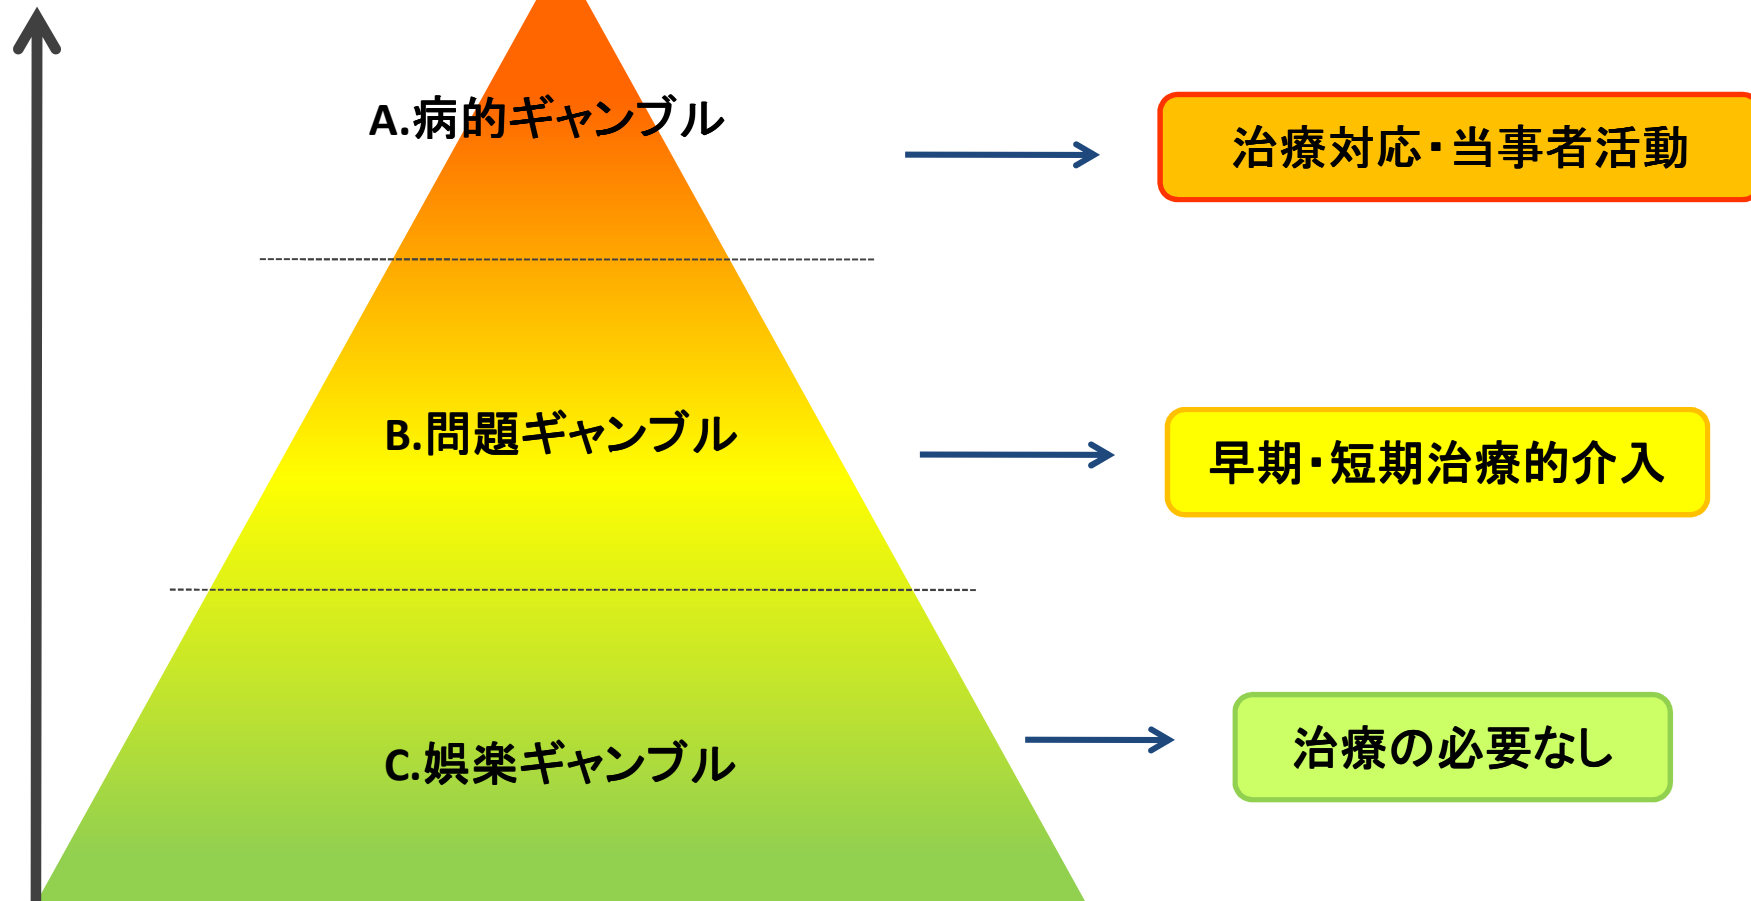 A.病的ギャンブル
治療対応・当事者活動
B.問題ギャンブル
早期・短期治療的介入
C.娯楽ギャンブル
治療の必要なし